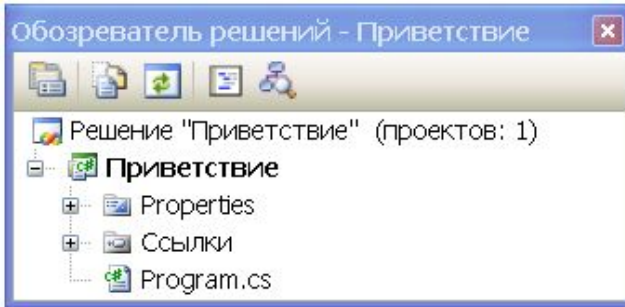 Обозреватель решений - Приветствие
Решение "Приветствие" (проектов: 1)
Приветствие
Properties
Ссылки
Program.cs